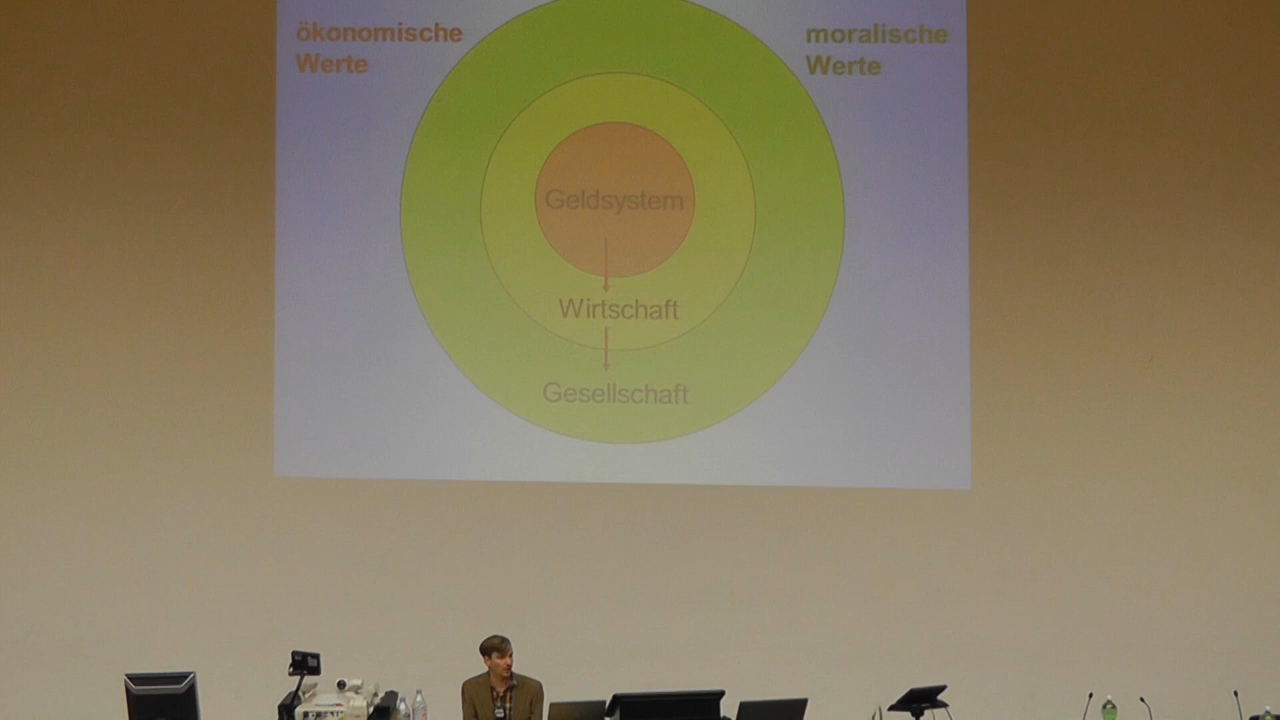 ökonomische
Werte
moralische
Werte
Geldsystem
Wirtschaft
Gesellschaft